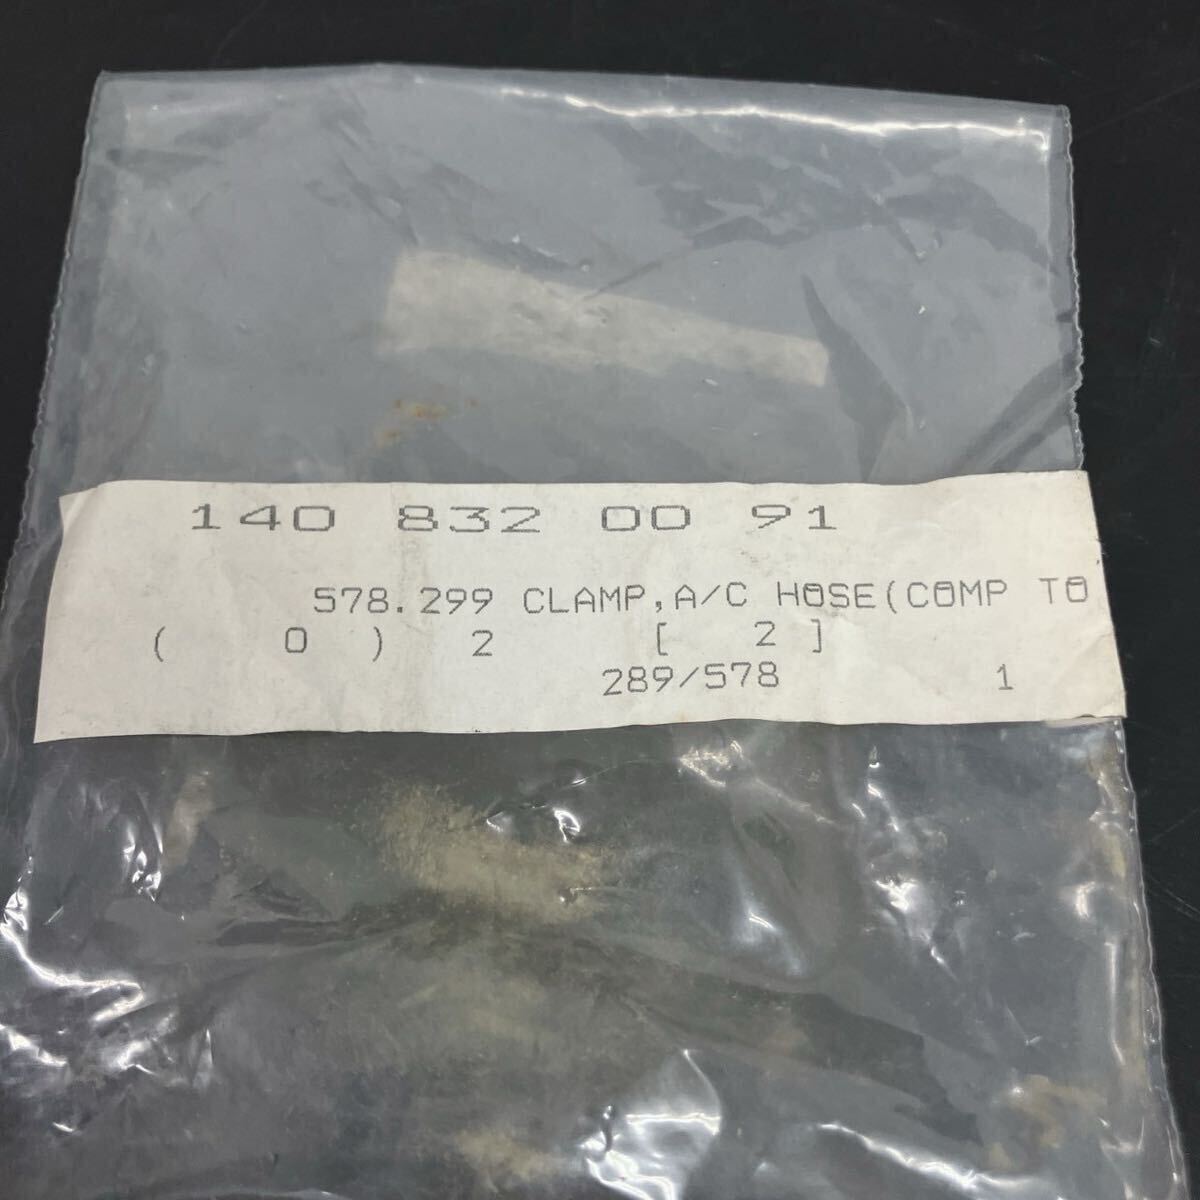 140 832 00 91
578.299 CLAMP,A/C HOSE(COMP TO
( 0 ) 2 [ 2 ]
289/578 1